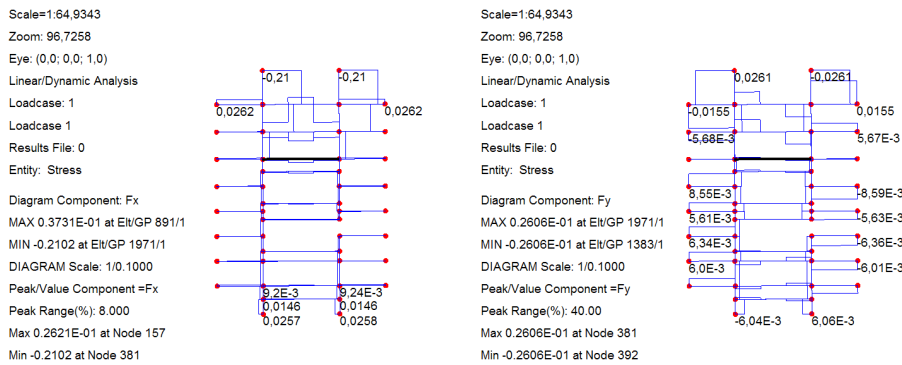 Scale=1:64,9343
Zoom: 96,7258
Eye: (0,0; 0,0; 1,0)
Linear/Dynamic Analysis
Loadcase: 1
Loadcase 1
Results File: 0
Entity: Stress
Diagram Component: Fx
MAX 0.3731E-01 at Elt/GP 891/1
MIN -0.2102 at Elt/GP 1971/1
DIAGRAM Scale: 1/0.1000
Peak/Value Component =Fx
Peak Range(%): 8.000
Max 0.2621E-01 at Node 157
Min -0.2102 at Node 381
-0,21 -0,21
0,0262 0,0262
9,2E-3 9,24E-3
0,0146 0,0146
0,0257 0,0258
Scale=1:64,9343
Zoom: 96,7258
Eye: (0,0; 0,0; 1,0)
Linear/Dynamic Analysis
Loadcase: 1
Loadcase 1
Results File: 0
Entity: Stress
Diagram Component: Fy
MAX 0.2606E-01 at Elt/GP 1971/1
MIN -0.2606E-01 at Elt/GP 1383/1
DIAGRAM Scale: 1/0.1000
Peak/Value Component =Fy
Peak Range(%): 40.00
Max 0.2606E-01 at Node 381
Min -0.2606E-01 at Node 392
0,0261 -0,0261
-0,0155 0,0155
-5,68E-3 5,67E-3
8,55E-3 -8,59E-3
5,61E-3 -5,63E-3
6,34E-3 -6,36E-3
6,0E-3 -6,01E-3
-6,04E-3 6,06E-3